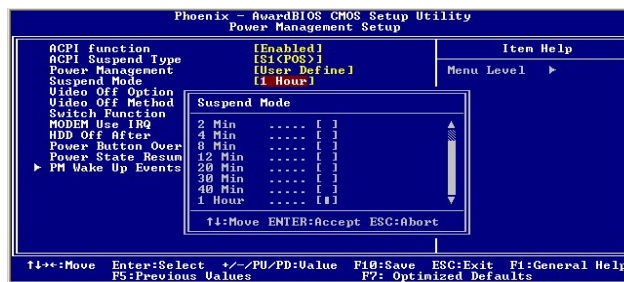 Phoenix - AwardBIOS CMOS Setup Utility
Power Management Setup
ACPI function [Enabled]
ACPI Suspend Type [S1(POS)]
Power Management [User Define]
Suspend Mode [1 Hour]
Video Off Option
Video Off Method
Switch Function
MODEM Use IRQ
HDD Off After
Power Button Over
Power State Resum
► PM Wake Up Events
Item Help
Menu Level ►
Suspend Mode
2 Min ..... [ ]
4 Min ..... [ ]
8 Min ..... [ ]
12 Min ..... [ ]
20 Min ..... [ ]
30 Min ..... [ ]
40 Min ..... [ ]
1 Hour ..... [▮]
↑↓:Move ENTER:Accept ESC:Abort
↑↓→←:Move Enter:Select +/-/PU/PD:Value F10:Save ESC:Exit F1:General Help
F5:Previous Values F7: Optimized Defaults